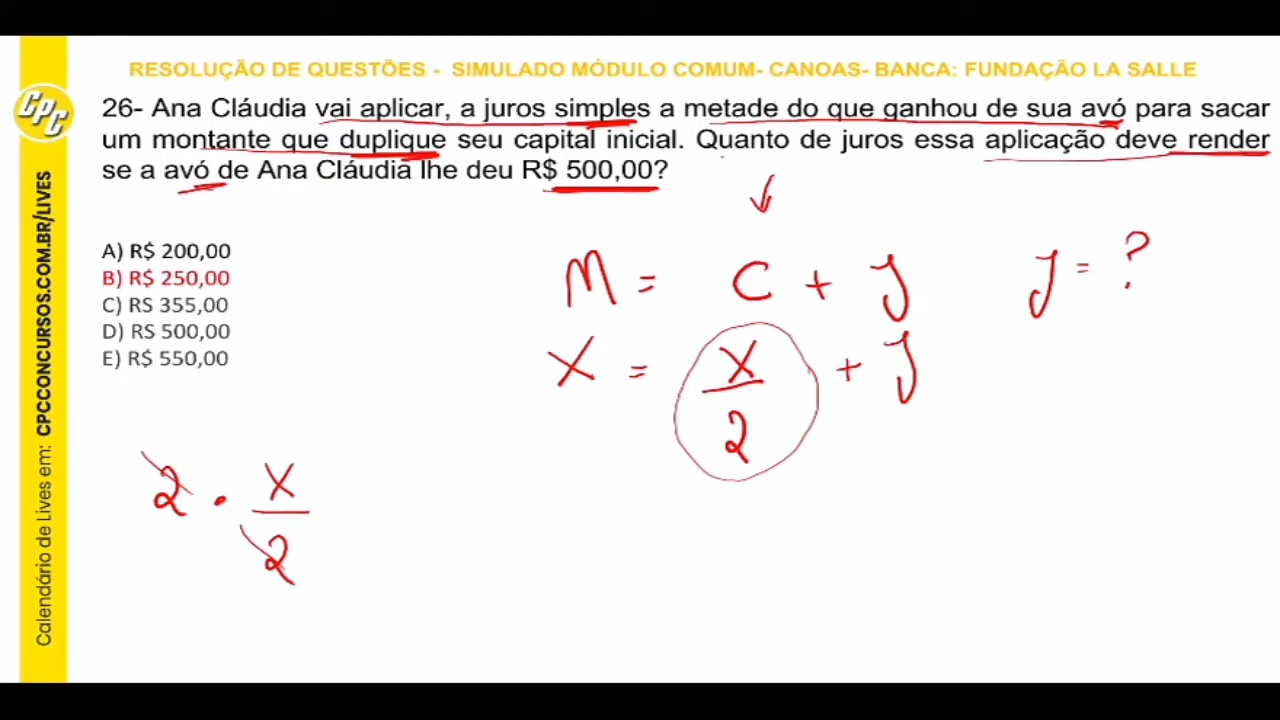 RESOLUÇÃO DE QUESTÕES - SIMULADO MÓDULO COMUM- CANOAS- BANCA: FUNDAÇÃO LA SALLE
CPC
26- Ana Cláudia vai aplicar, a juros simples a metade do que ganhou de sua avó para sacar
um montante que duplique seu capital inicial. Quanto de juros essa aplicação deve render
se a avó de Ana Cláudia lhe deu R$ 500,00?
A) R$ 200,00
B) R$ 250,00
C) RS 355,00
D) RS 500,00
E) R$ 550,00
M = C + J
J = ?
X = X/2 + J
2 . X/2
Calendário de Lives em: CPCCONCURSOS.COM.BR/LIVES